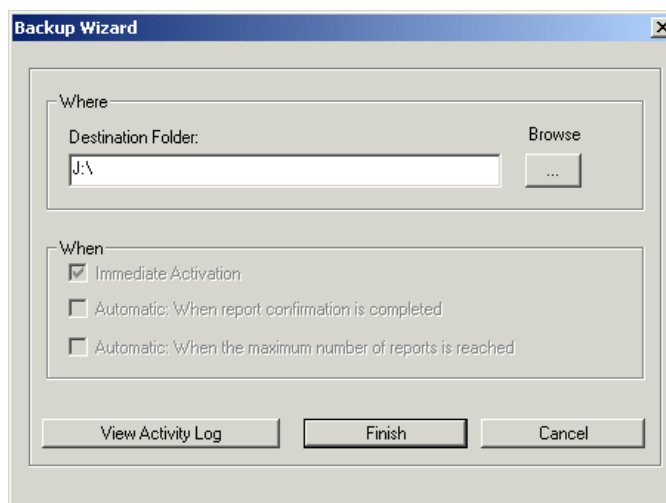 Backup Wizard
Where
Destination Folder:
Browse
J:\
...
When
Immediate Activation
Automatic: When report confirmation is completed
Automatic: When the maximum number of reports is reached
View Activity Log
Finish
Cancel